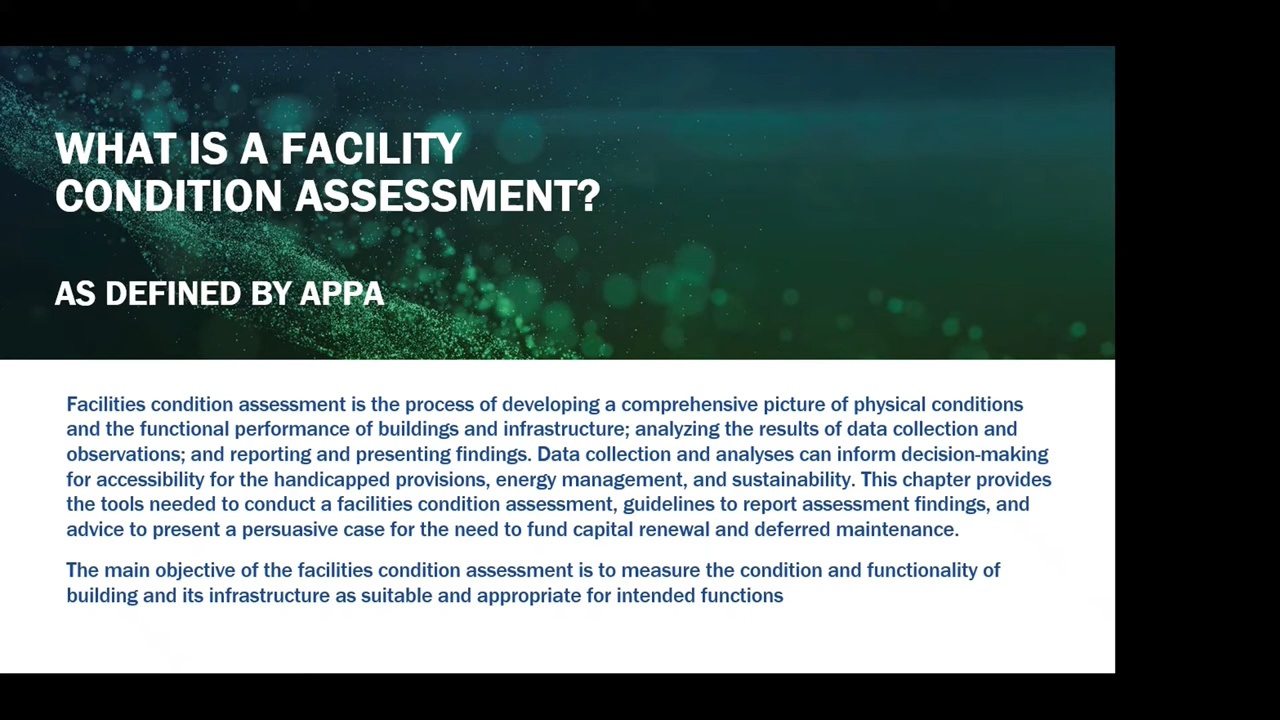 WHAT IS A FACILITY
CONDITION ASSESSMENT?
AS DEFINED BY APPA
Facilities condition assessment is the process of developing a comprehensive picture of physical conditions
and the functional performance of buildings and infrastructure; analyzing the results of data collection and
observations; and reporting and presenting findings. Data collection and analyses can inform decision-making
for accessibility for the handicapped provisions, energy management, and sustainability. This chapter provides
the tools needed to conduct a facilities condition assessment, guidelines to report assessment findings, and
advice to present a persuasive case for the need to fund capital renewal and deferred maintenance.
The main objective of the facilities condition assessment is to measure the condition and functionality of
building and its infrastructure as suitable and appropriate for intended functions